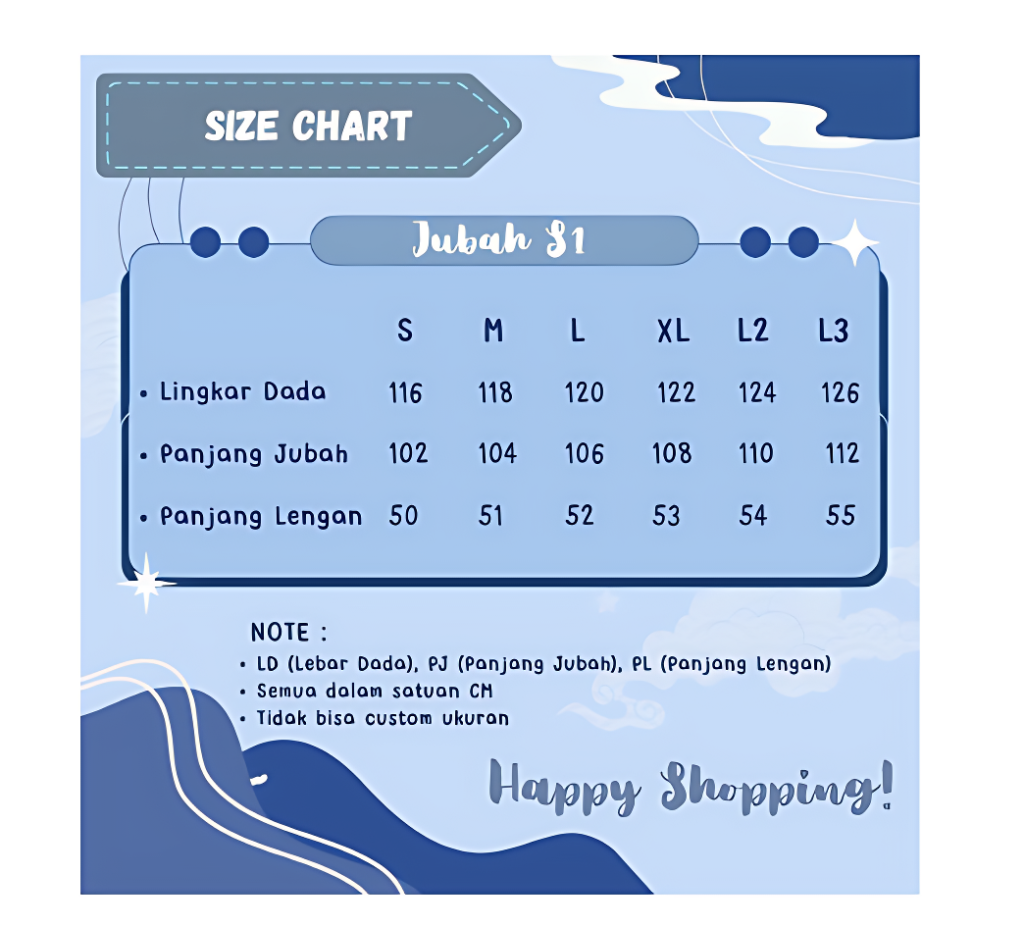 SIZE CHART
Jubah S1
S M L XL L2 L3
• Lingkar Dada 116 118 120 122 124 126
• Panjang Jubah 102 104 106 108 110 112
• Panjang Lengan 50 51 52 53 54 55
NOTE :
• LD (Lebar Dada), PJ (Panjang Jubah), PL (Panjang Lengan)
• Semua dalam satuan CM
• Tidak bisa custom ukuran
Happy Shopping!